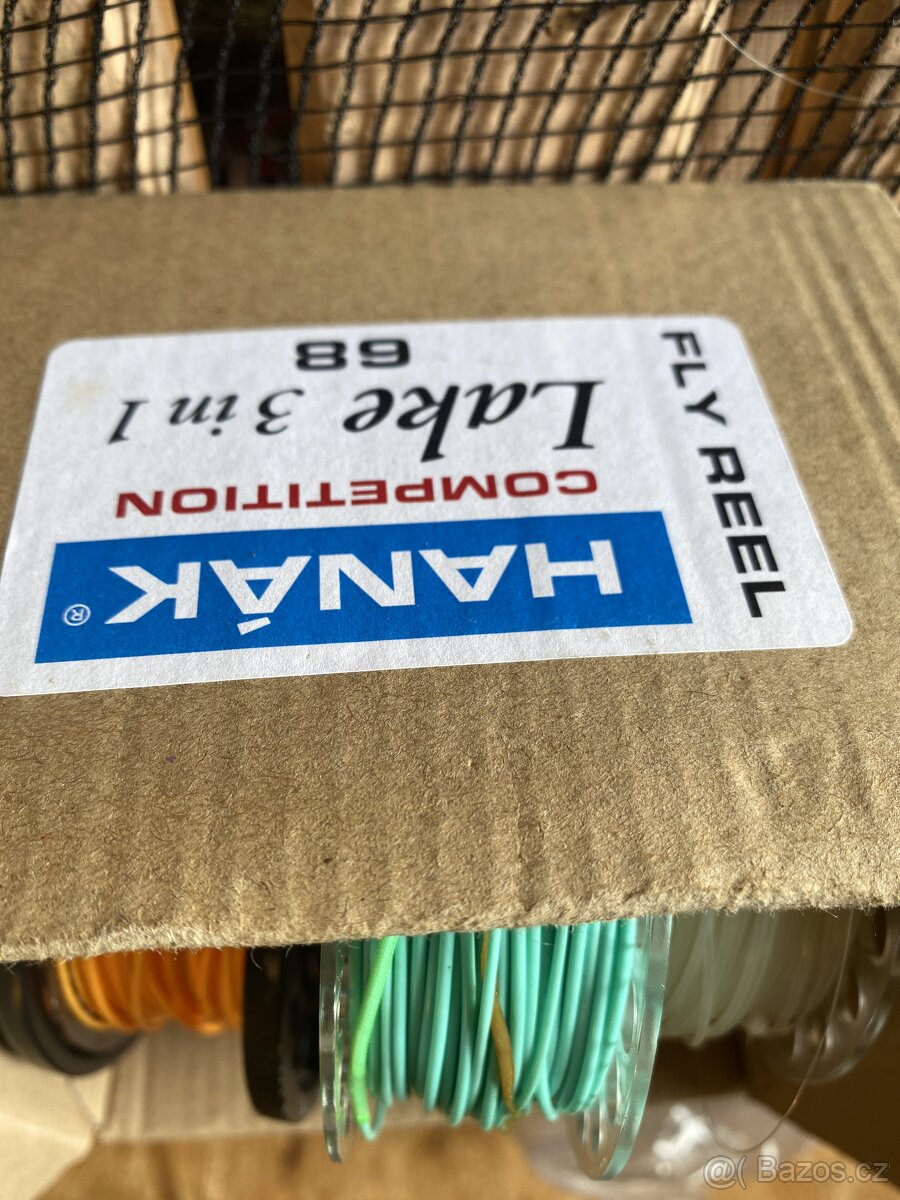 HANÁK®
COMPETITION
Lake 3 in 1
68
FLY REEL
@( Bazos.cz